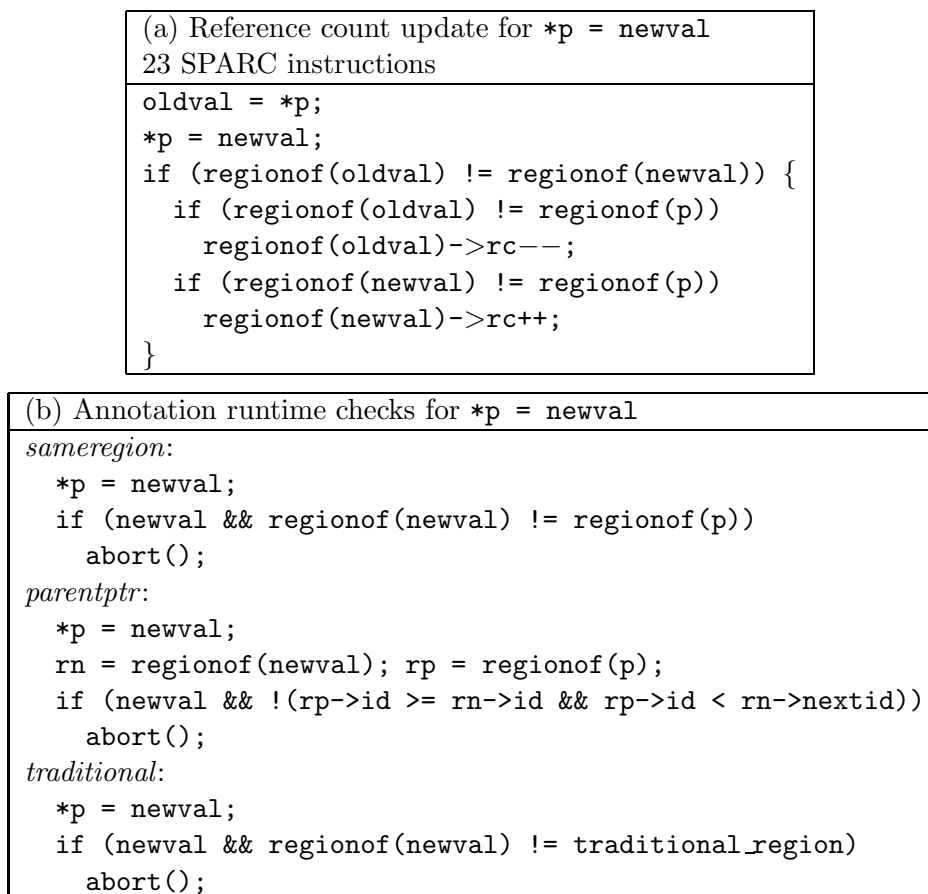 (a) Reference count update for *p = newval
23 SPARC instructions
oldval = *p;
*p = newval;
if (regionof(oldval) != regionof(newval)) {
  if (regionof(oldval) != regionof(p))
    regionof(oldval)->rc--;
  if (regionof(newval) != regionof(p))
    regionof(newval)->rc++;
}
(b) Annotation runtime checks for *p = newval
sameregion:
  *p = newval;
  if (newval && regionof(newval) != regionof(p))
    abort();
parentptr:
  *p = newval;
  rn = regionof(newval); rp = regionof(p);
  if (newval && !(rp->id >= rn->id && rp->id < rn->nextid))
    abort();
traditional:
  *p = newval;
  if (newval && regionof(newval) != traditional_region)
    abort();